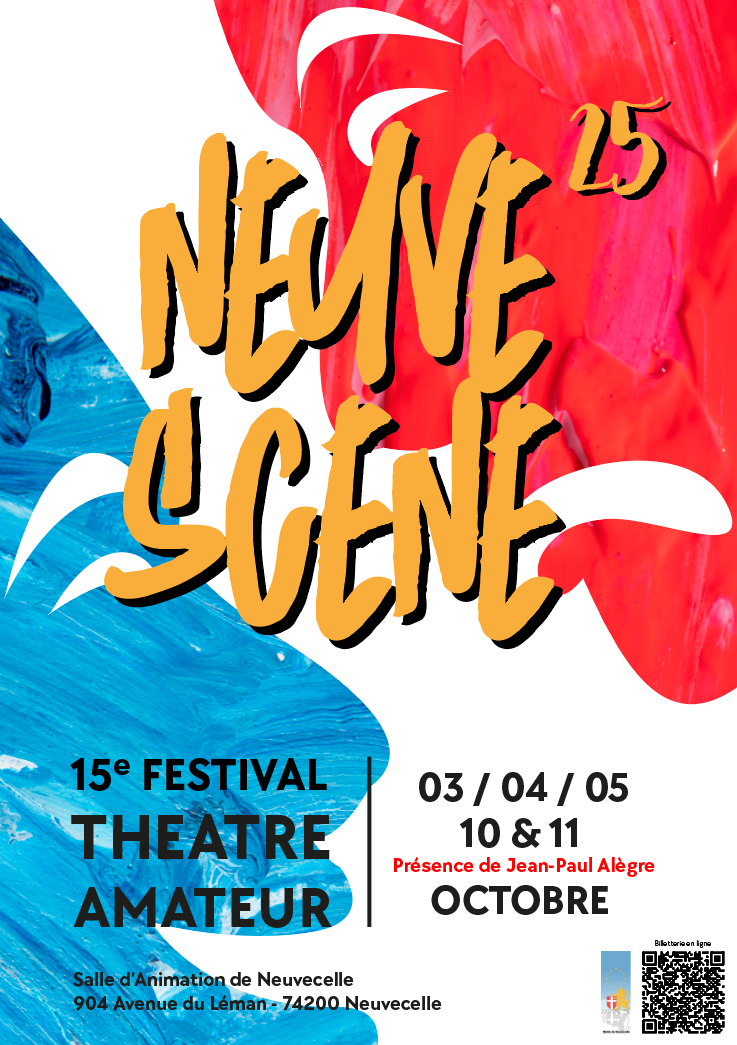 NEUVE 25
SCENE
15e FESTIVAL
THEATRE
AMATEUR
03 / 04 / 05
10 & 11
Présence de Jean-Paul Alègre
OCTOBRE
Salle d'Animation de Neuvecelle
904 Avenue du Léman - 74200 Neuvecelle
Billetterie en ligne